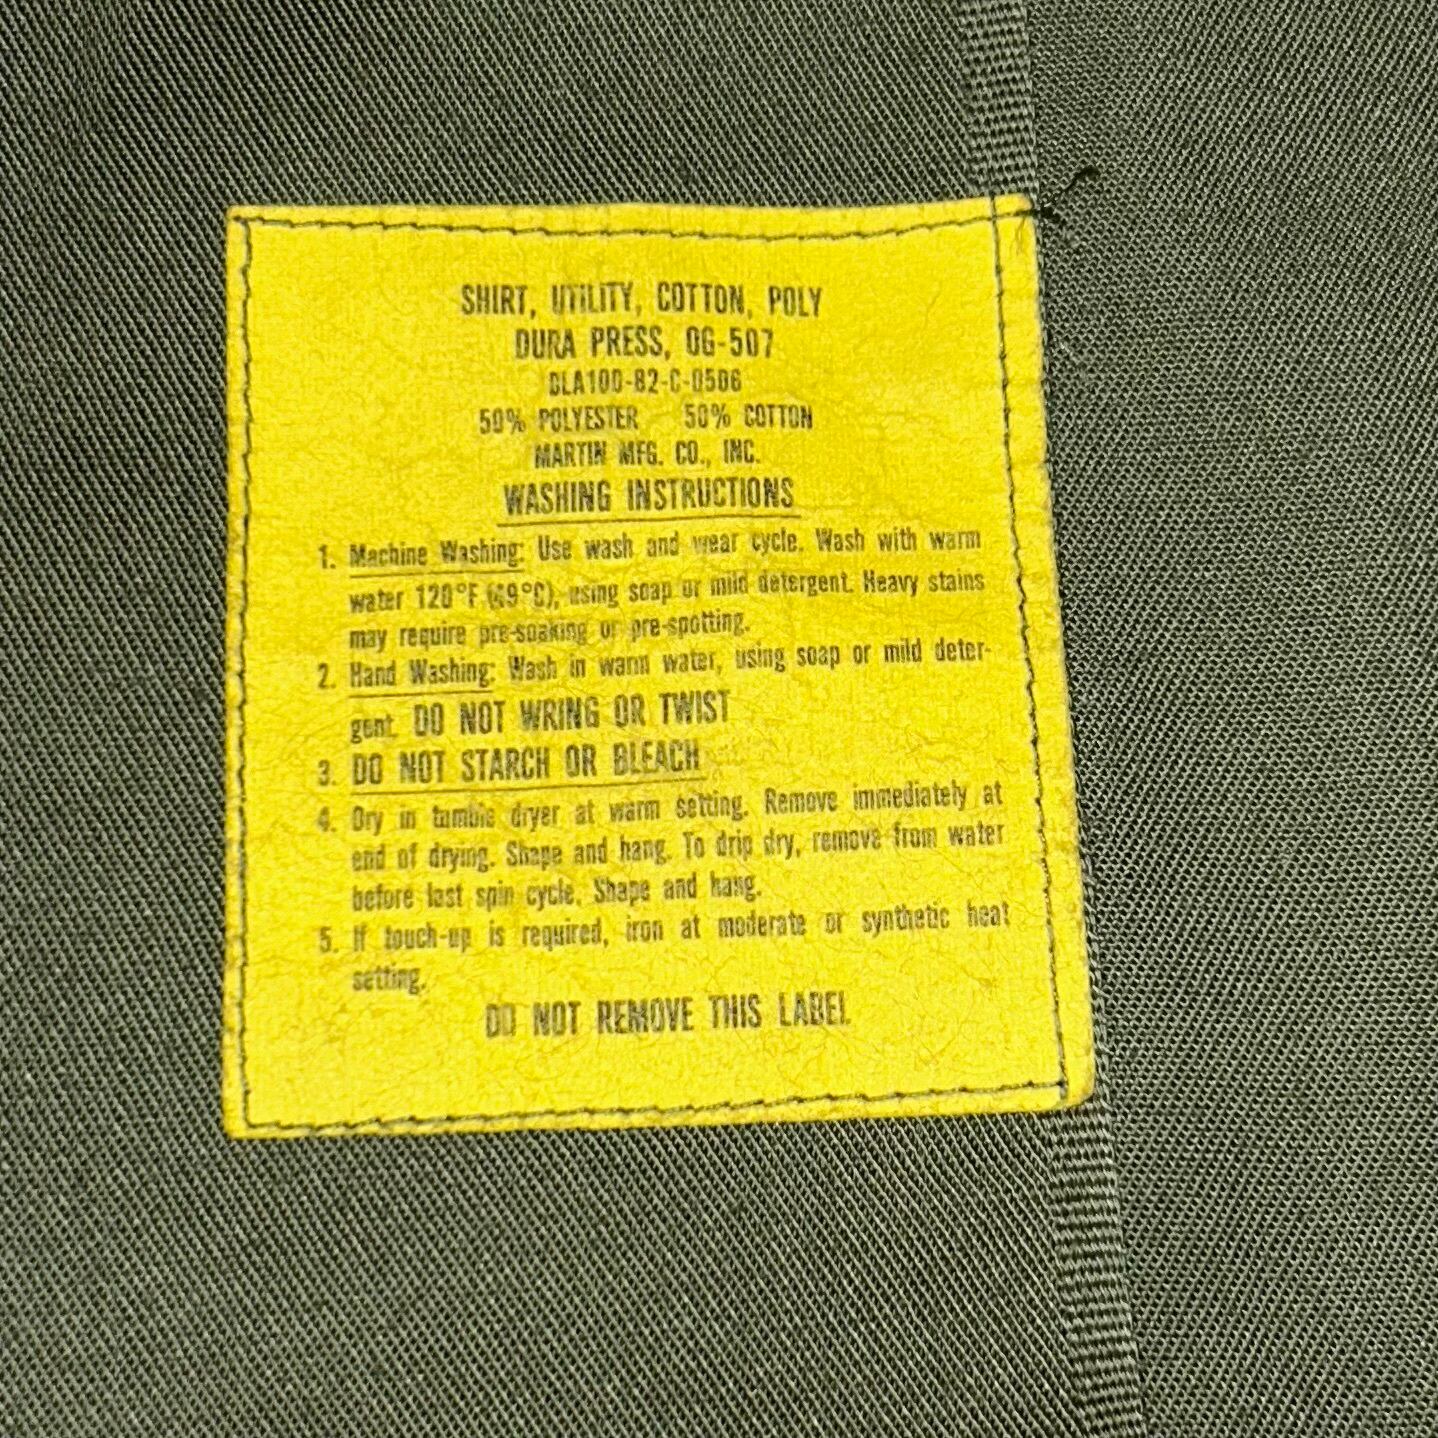 SHIRT, UTILITY, COTTON, POLY
DURA PRESS, OG-507
DLA100-82-C-0506
50% POLYESTER 50% COTTON
MARTIN MFG. CO., INC.
WASHING INSTRUCTIONS
1. Machine Washing: Use wash and wear cycle. Wash with warm
water 120°F (49°C), using soap or mild detergent. Heavy stains
may require pre-soaking or pre-spotting.
2. Hand Washing: Wash in warm water, using soap or mild deter-
gent. DO NOT WRING OR TWIST
3. DO NOT STARCH OR BLEACH
4. Dry in tumble dryer at warm setting. Remove immediately at
end of drying. Shape and hang. To drip dry, remove from water
before last spin cycle. Shape and hang.
5. If touch-up is required, iron at moderate or synthetic heat
setting.
DO NOT REMOVE THIS LABEL